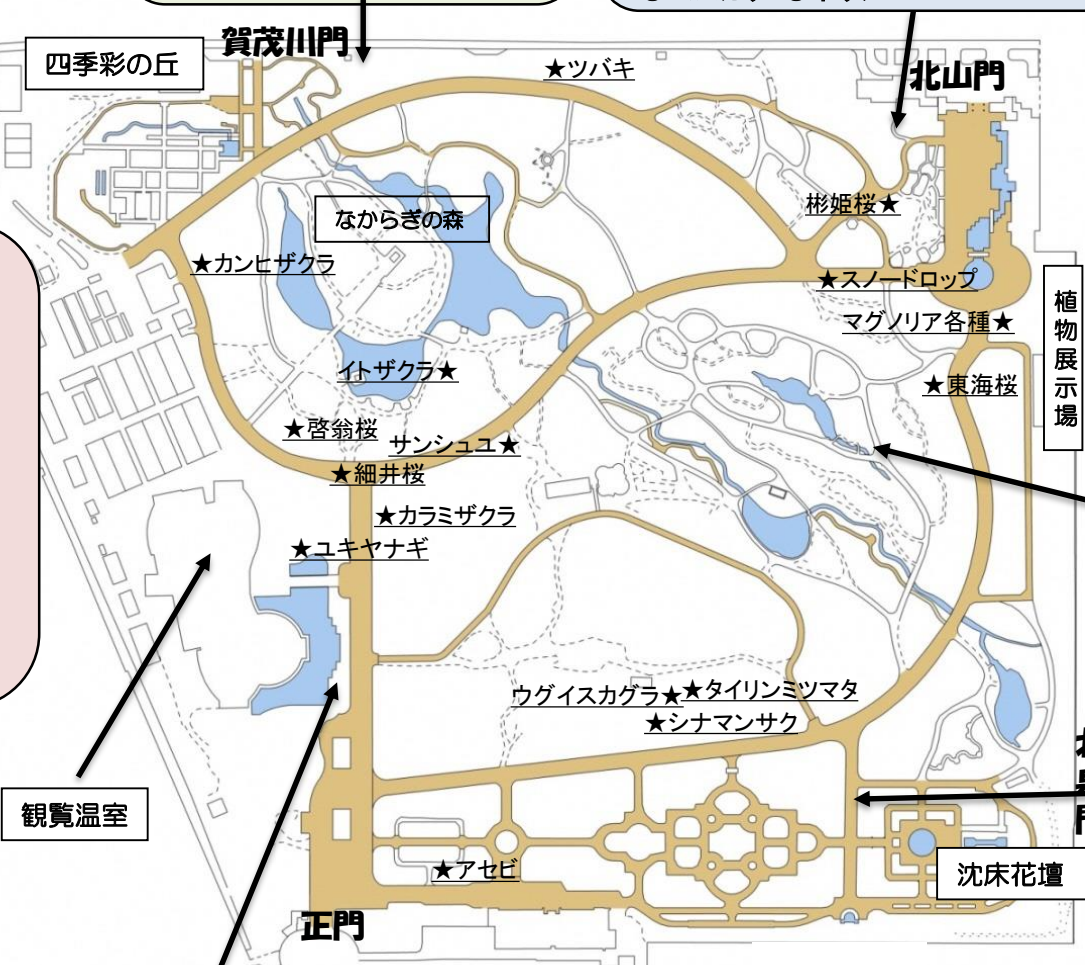 四季彩の丘
賀茂川門
★ツバキ
北山門
なからぎの森
彬姫桜★
★カンヒザクラ
★スノードロップ
植物展示場
マグノリア各種★
イトザクラ★
★東海桜
★啓翁桜
サンシュユ★
★細井桜
★カラミザクラ
★ユキヤナギ
ウグイスカグラ★★タイリンミツマタ
★シナマンサク
観覧温室
★アセビ
沈床花壇
正門